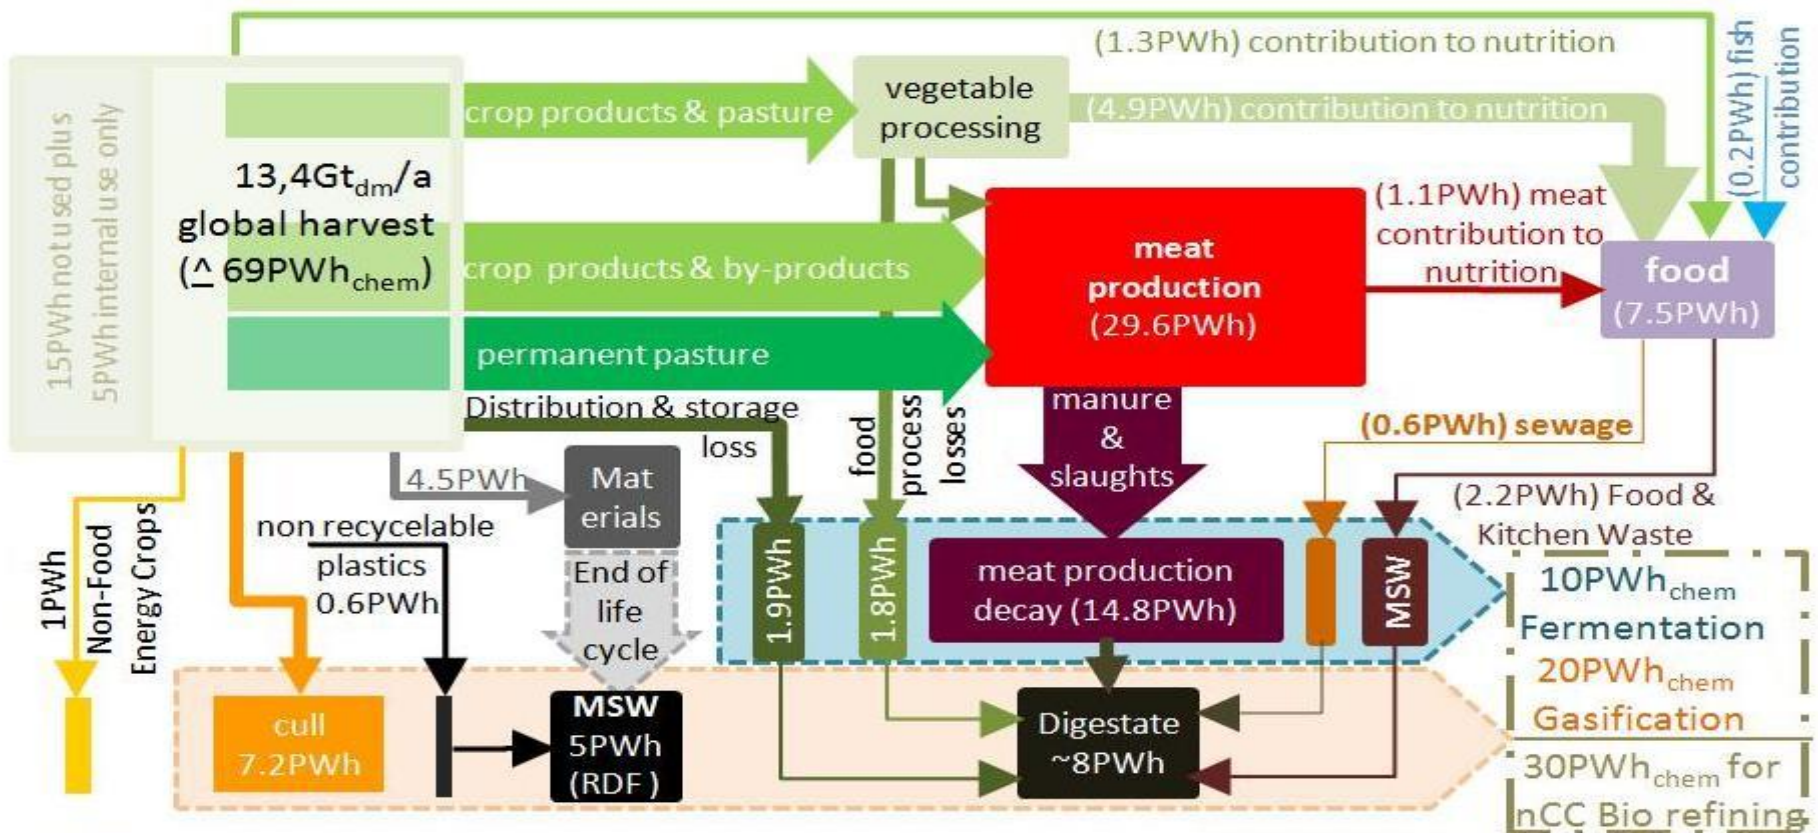 (1.3PWh) contribution to nutrition
(0.2PWh) fish
contribution
15PWh not used plus
5PWh internal use only
crop products & pasture
vegetable
processing
(4.9PWh) contribution to nutrition
13,4Gtdm/a
global harvest
(^ 69PWhchem)
crop products & by-products
permanent pasture
meat
production
(29.6PWh)
(1.1PWh) meat
contribution to
nutrition
food
(7.5PWh)
Distribution & storage
loss
food
process
losses
manure
&
slaughts
(0.6PWh) sewage
(2.2PWh) Food &
Kitchen Waste
4.5PWh
Mat
erials
1PWh
Non-Food
Energy Crops
non recycelable
plastics
0.6PWh
End of
life
cycle
1.9PWh
1.8PWh
meat production
decay (14.8PWh)
MSW
cull
7.2PWh
MSW
5PWh
(RDF )
Digestate
~8PWh
10PWhchem
Fermentation
20PWhchem
Gasification
30PWhchem for
nCC Bio refining